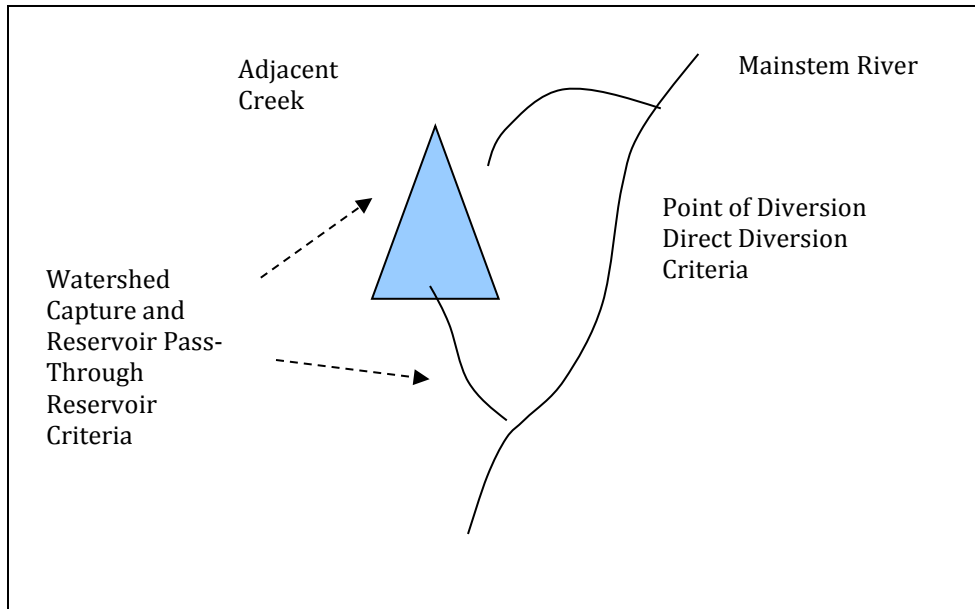 Adjacent
Creek
Mainstem River
Point of Diversion
Direct Diversion
Criteria
Watershed
Capture and
Reservoir Pass-
Through
Reservoir
Criteria